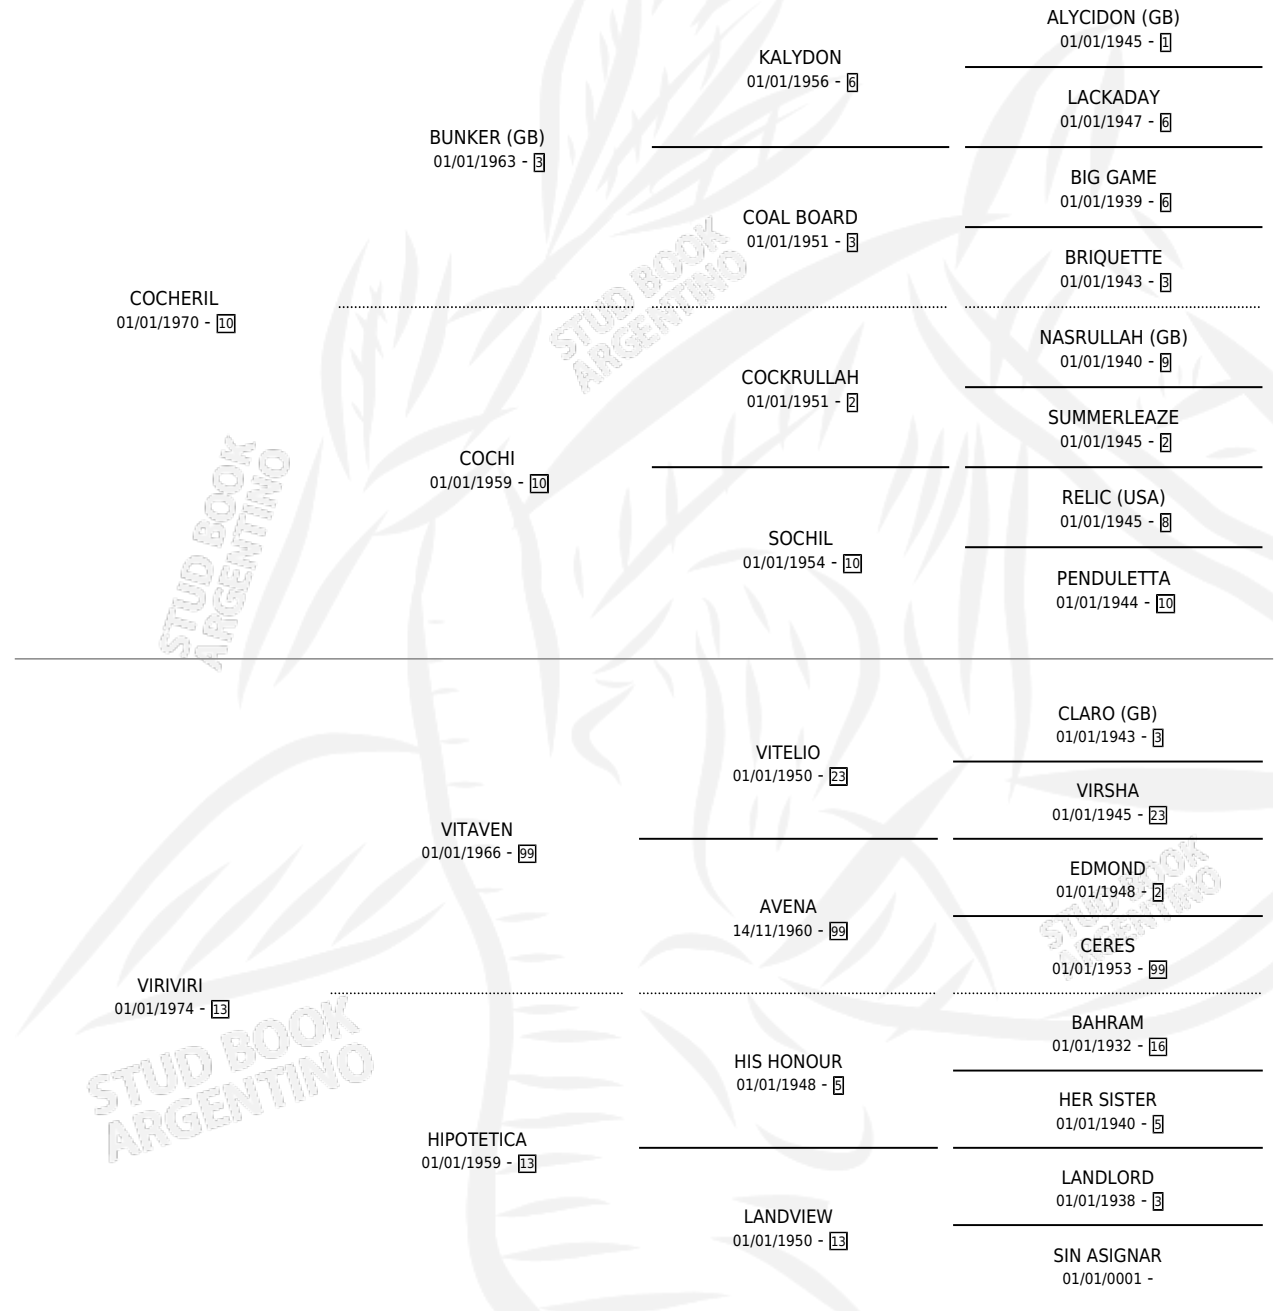 ALYCIDON (GB)
01/01/1945 - 1
KALYDON
01/01/1956 - 6
LACKADAY
01/01/1947 - 6
BUNKER (GB)
01/01/1963 - 3
BIG GAME
01/01/1939 - 6
COAL BOARD
01/01/1951 - 3
BRIQUETTE
01/01/1943 - 3
COCHERIL
01/01/1970 - 10
NASRULLAH (GB)
01/01/1940 - 9
COCKRULLAH
01/01/1951 - 2
SUMMERLEAZE
01/01/1945 - 2
COCHI
01/01/1959 - 10
RELIC (USA)
01/01/1945 - 8
SOCHIL
01/01/1954 - 10
PENDULETTA
01/01/1944 - 10
CLARO (GB)
01/01/1943 - 3
VITELIO
01/01/1950 - 23
VIRSHA
01/01/1945 - 23
VITAVEN
01/01/1966 - 99
EDMOND
01/01/1948 - 2
AVENA
14/11/1960 - 99
CERES
01/01/1953 - 99
VIRIVIRI
01/01/1974 - 13
BAHRAM
01/01/1932 - 16
HIS HONOUR
01/01/1948 - 5
HER SISTER
01/01/1940 - 5
HIPOTETICA
01/01/1959 - 13
LANDLORD
01/01/1938 - 3
LANDVIEW
01/01/1950 - 13
SIN ASIGNAR
01/01/0001 -
STUD BOOK
ARGENTINO
STUD BOOK
ARGENTINO
STUD BOOK
ARGENTINO
STUD BOOK
ARGENTINO